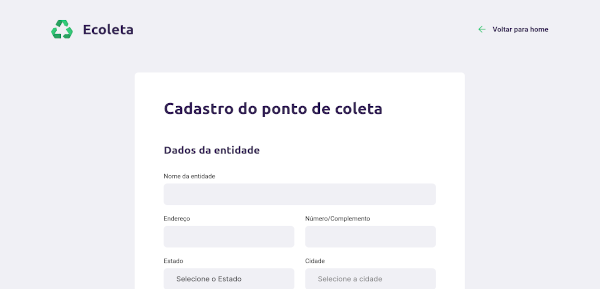 Ecoleta
Voltar para home
Cadastro do ponto de coleta
Dados da entidade
Nome da entidade
Endereço
Número/Complemento
Estado
Cidade
Selecione o Estado
Selecione a cidade